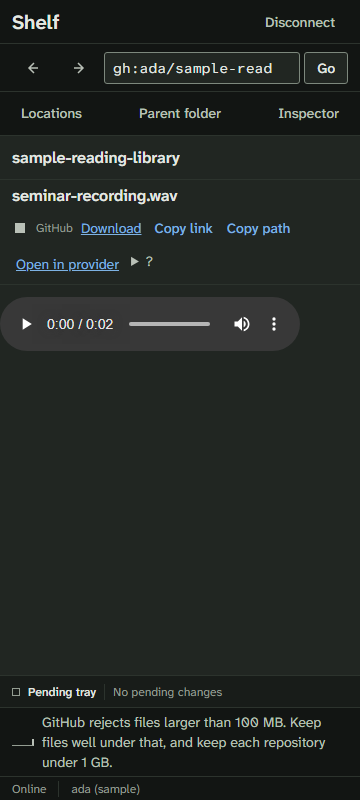 Shelf
Disconnect
gh:ada/sample-read
Go
Locations
Parent folder
Inspector
sample-reading-library
seminar-recording.wav
GitHub Download Copy link Copy path
Open in provider ?
0:00 / 0:02
Pending tray No pending changes
GitHub rejects files larger than 100 MB. Keep
files well under that, and keep each repository
under 1 GB.
Online ada (sample)